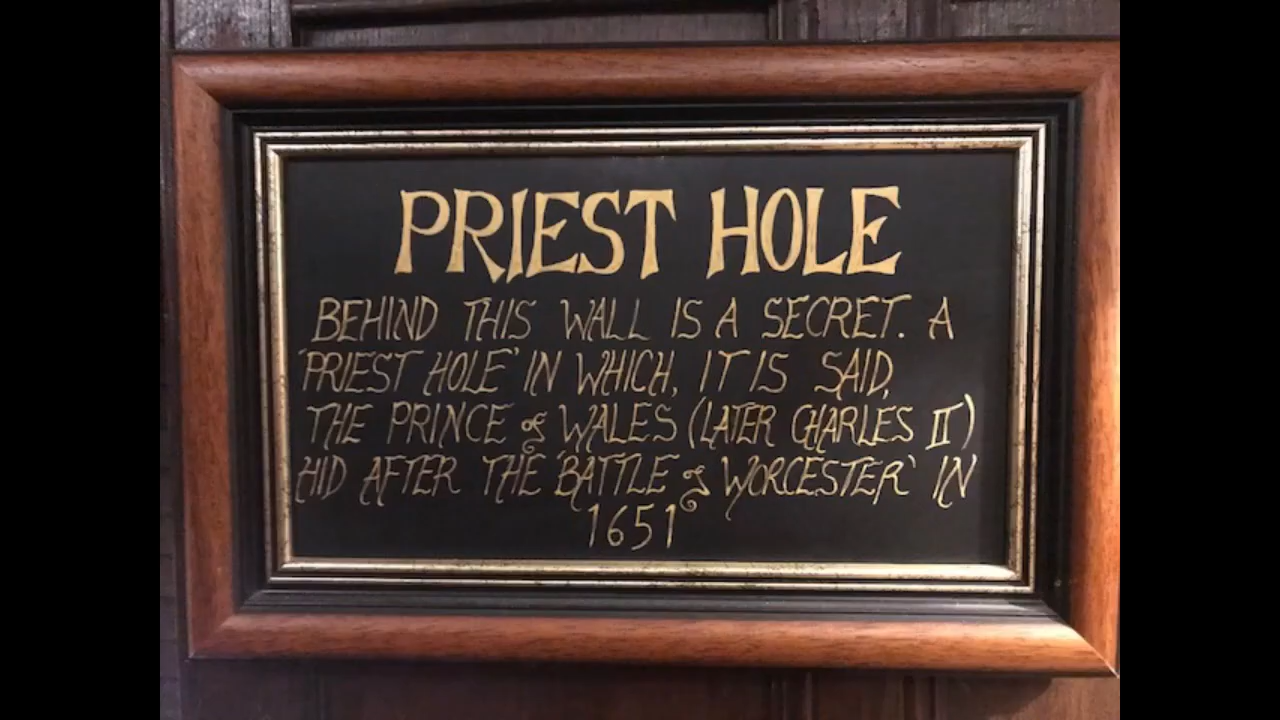 PRIEST HOLE
BEHIND THIS WALL IS A SECRET. A
'PRIEST HOLE' IN WHICH, IT IS SAID,
THE PRINCE of WALES (LATER CHARLES II)
HID AFTER THE 'BATTLE of WORCESTER' IN
1651